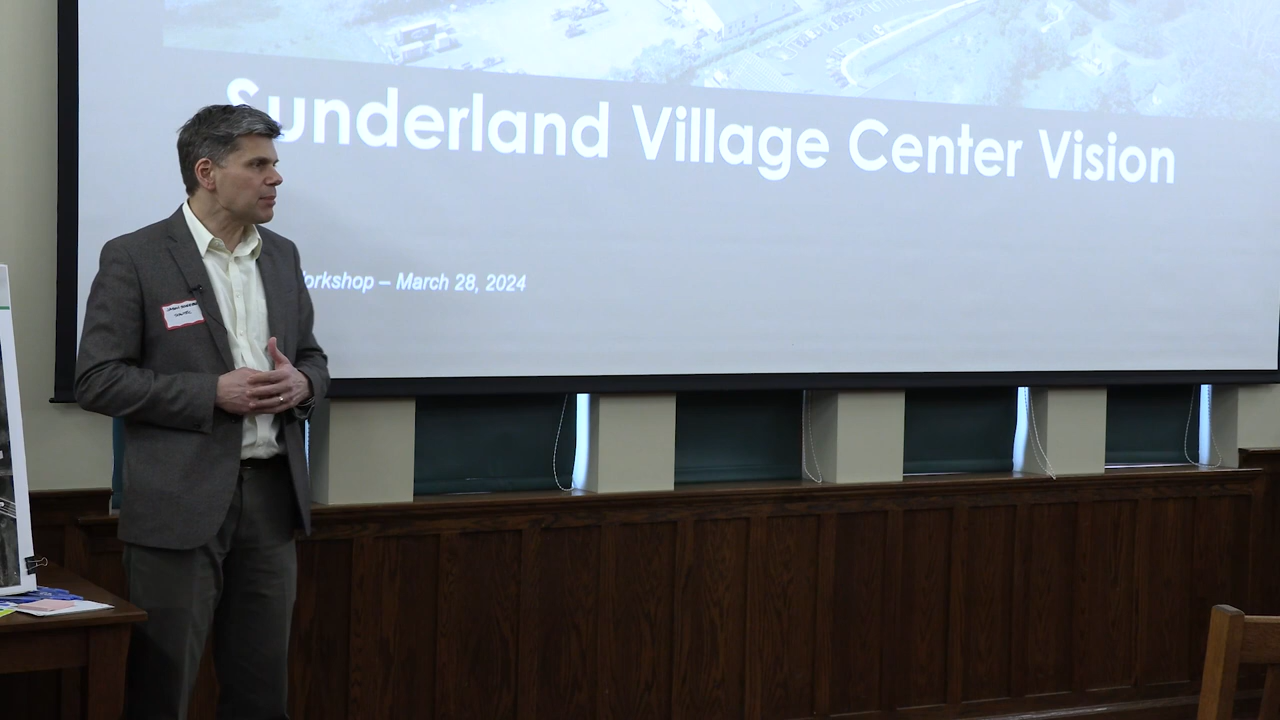 Sunderland Village Center Vision
orkshop – March 28, 2024